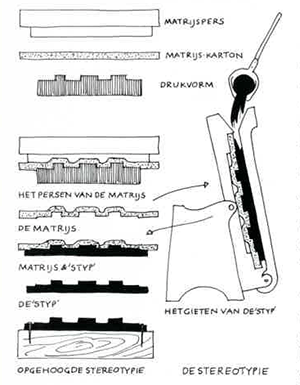 MATRIJSPERS
MATRIJS-KARTON
DRUKVORM
HET PERSEN VAN DE MATRIJS
DE MATRIJS
MATRIJS & 'STYP'
DE 'STYP'
OPGEHOOGDE STEREOTYPIE
HET GIETEN VAN DE 'STYP'
DE STEREOTYPIE